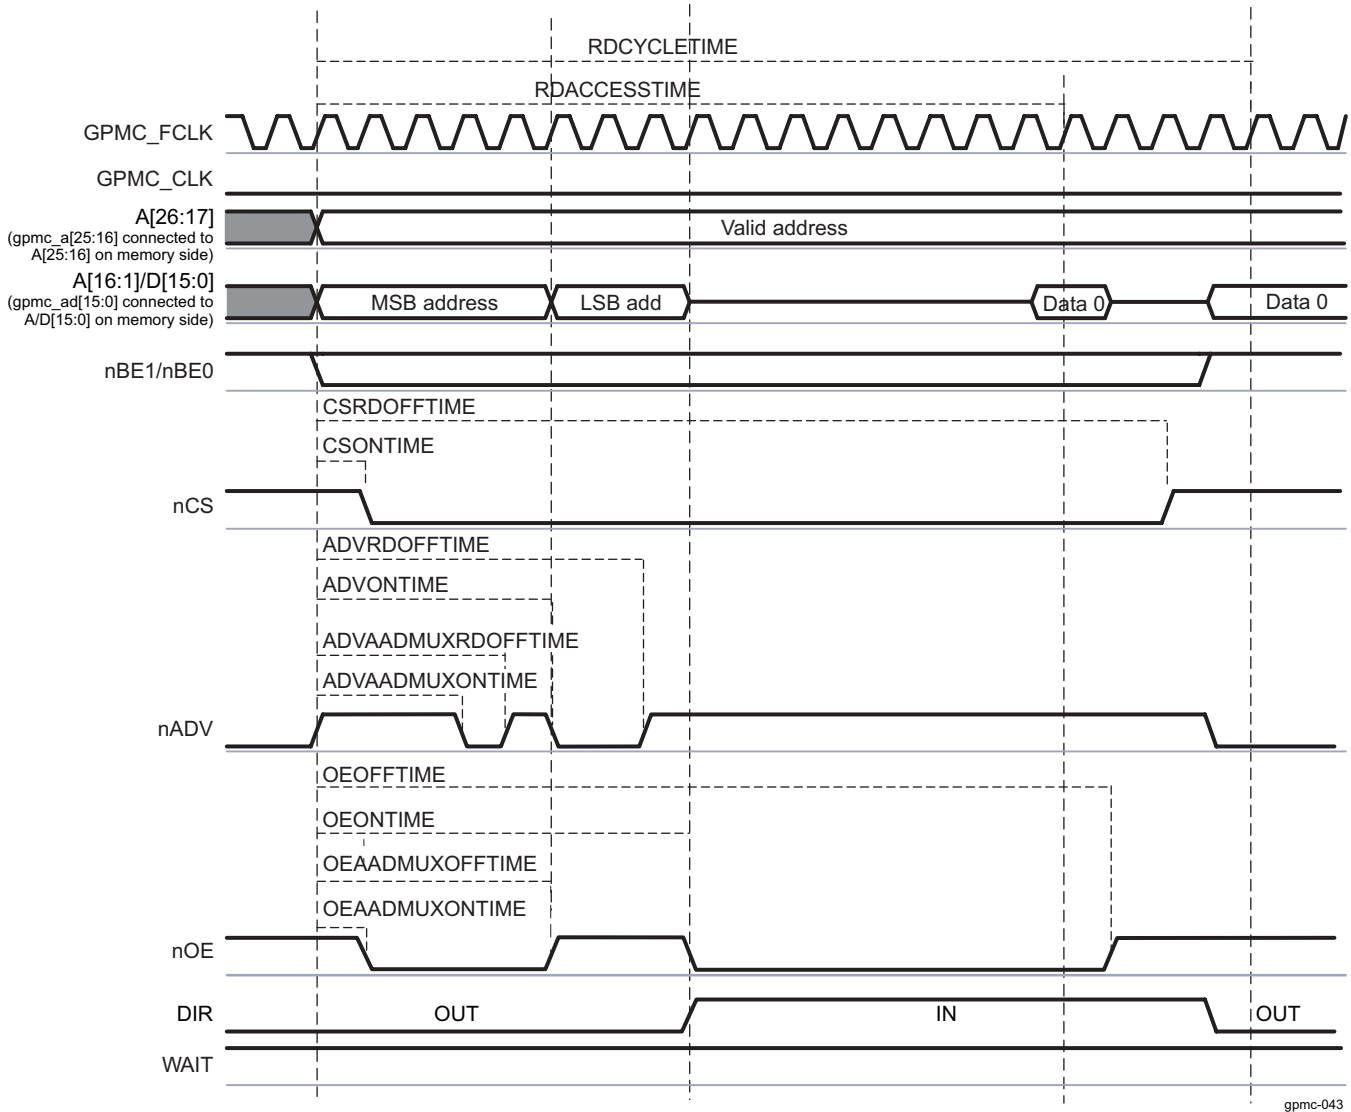 RDCYCLETIME
RDACCESSTIME
GPMC_FCLK
GPMC_CLK
A[26:17]
(gpmc_a[25:16] connected to
A[25:16] on memory side)
Valid address
A[16:1]/D[15:0]
(gpmc_ad[15:0] connected to
A/D[15:0] on memory side)
MSB address
LSB add
Data 0
Data 0
nBE1/nBE0
CSRDOFFTIME
CSONTIME
nCS
ADVRDOFFTIME
ADVONTIME
ADVAADMUXRDOFFTIME
ADVAADMUXONTIME
nADV
OEOFFTIME
OEONTIME
OEAADMUXOFFTIME
OEAADMUXONTIME
nOE
DIR
OUT
IN
OUT
WAIT
gpmc-043